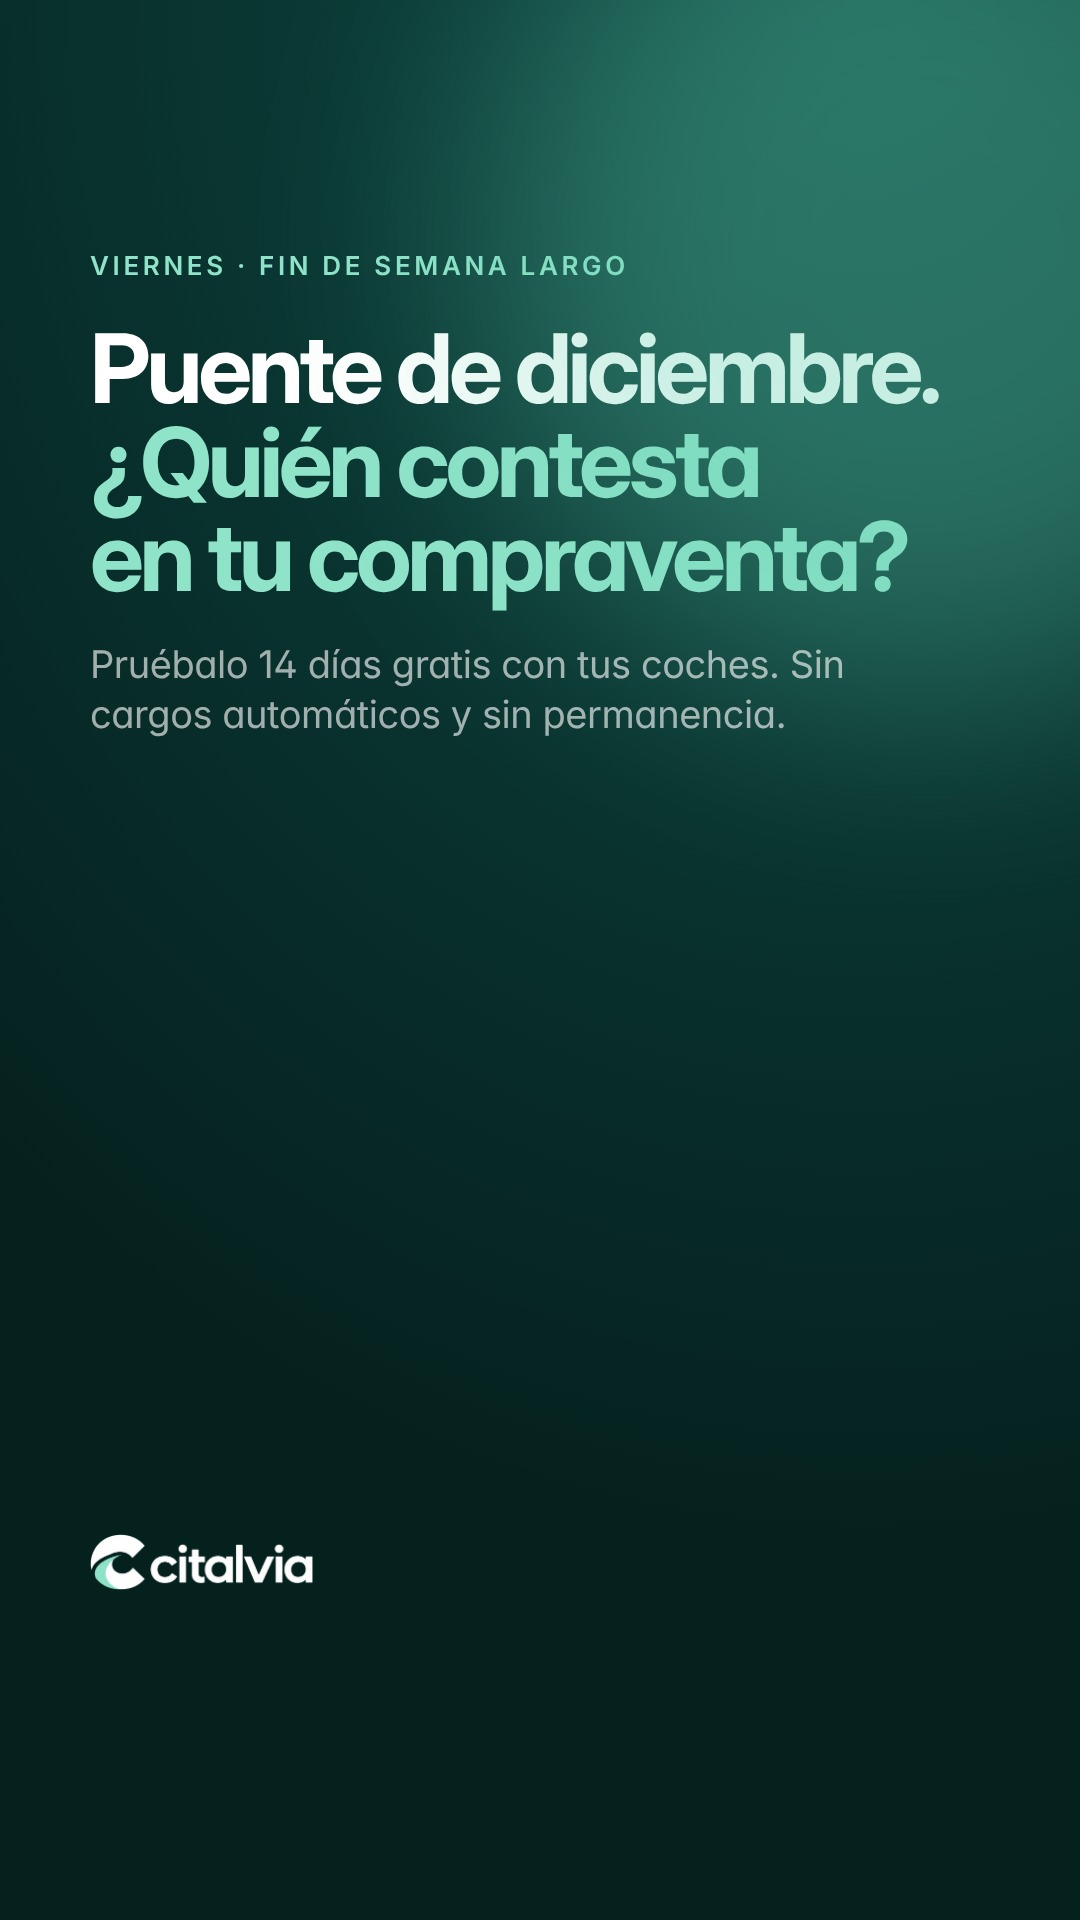 VIERNES · FIN DE SEMANA LARGO
Puente de diciembre.
¿Quién contesta
en tu compraventa?
Pruébalo 14 días gratis con tus coches. Sin
cargos automáticos y sin permanencia.
citalvia